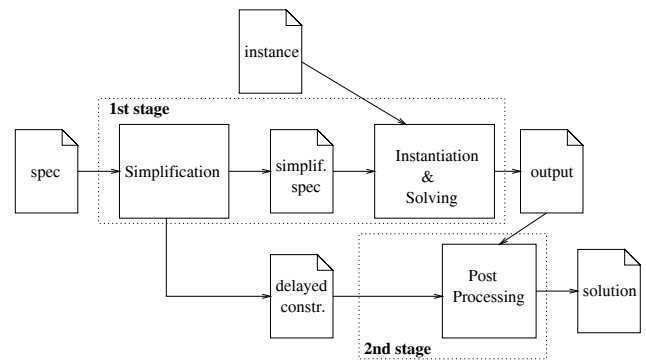 instance
1st stage
spec
Simplification
simplif.
spec
Instantiation
&
Solving
output
delayed
constr.
Post
Processing
solution
2nd stage